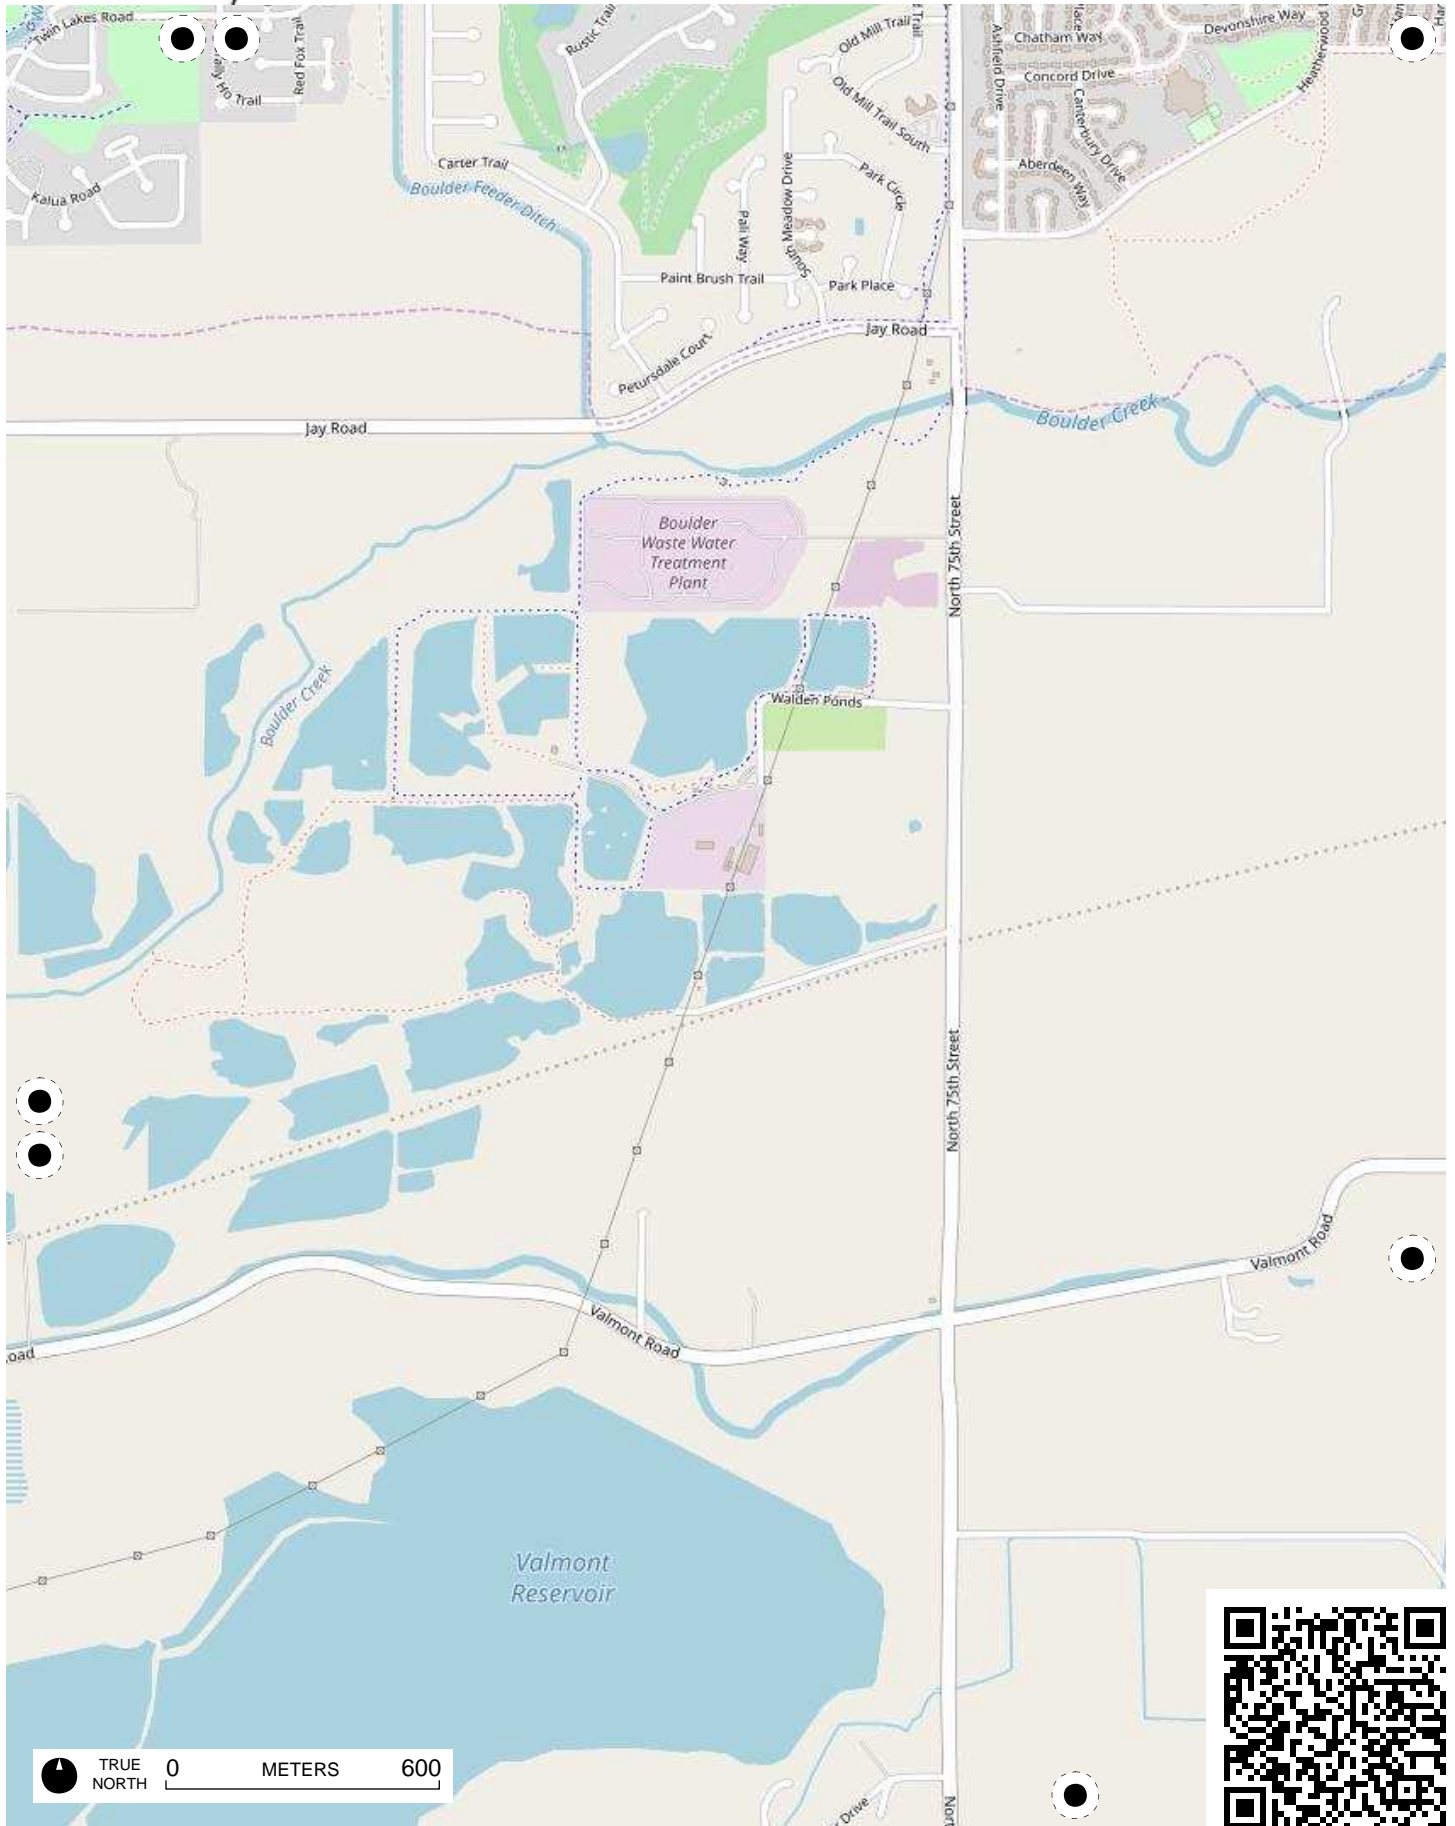 Twin Lakes Road
Red Fox Trail
Ho Trail
Kalua Road
Rustic Trail
Old Mill Trail
Trail
Old Mill Trail South
Ashfield Drive
Chatham Way
Devonshire Way
Concord Drive
Canterbury Drive
Aberdeen Way
Carter Trail
Boulder Feeder Ditch
Park Circle
South Meadow Drive
Pali Way
Paint Brush Trail
Park Place
Jay Road
Petursdale Court
Jay Road
Boulder Creek
North 75th Street
Boulder
Waste Water
Treatment
Plant
Boulder Creek
Walden Ponds
North 75th Street
Valmont Road
Valmont Road
oad
Valmont
Reservoir
TRUE
NORTH
0 METERS 600
Drive
Nort